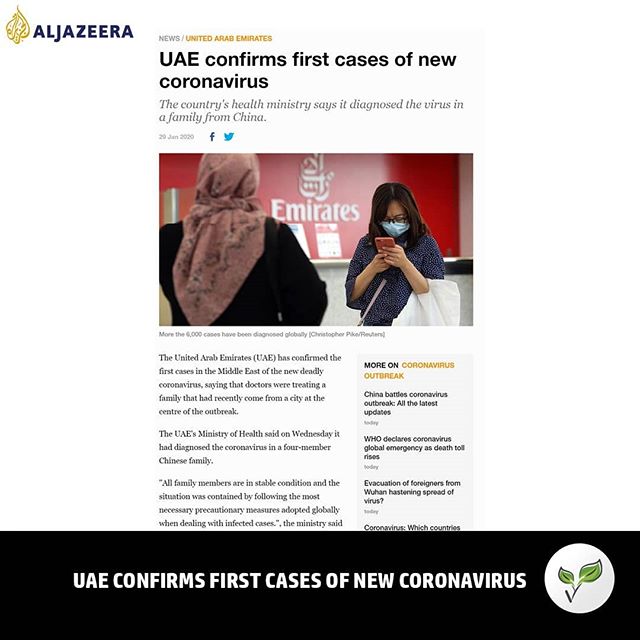 ALJAZEERA
NEWS / UNITED ARAB EMIRATES
UAE confirms first cases of new
coronavirus
The country's health ministry says it diagnosed the virus in
a family from China.
29 Jan 2020
Emirates
More the 6,000 cases have been diagnosed globally [Christopher Pike/Reuters]
The United Arab Emirates (UAE) has confirmed the
first cases in the Middle East of the new deadly
coronavirus, saying that doctors were treating a
family that had recently come from a city at the
centre of the outbreak.
The UAE's Ministry of Health said on Wednesday it
had diagnosed the coronavirus in a four-member
Chinese family.
"All family members are in stable condition and the
situation was contained by following the most
necessary precautionary measures adopted globally
when dealing with infected cases.", the ministry said
MORE ON CORONAVIRUS
OUTBREAK
China battles coronavirus
outbreak: All the latest
updates
today
WHO declares coronavirus
global emergency as death toll
rises
today
Evacuation of foreigners from
Wuhan hastening spread of
virus?
today
Coronavirus: Which countries
UAE CONFIRMS FIRST CASES OF NEW CORONAVIRUS